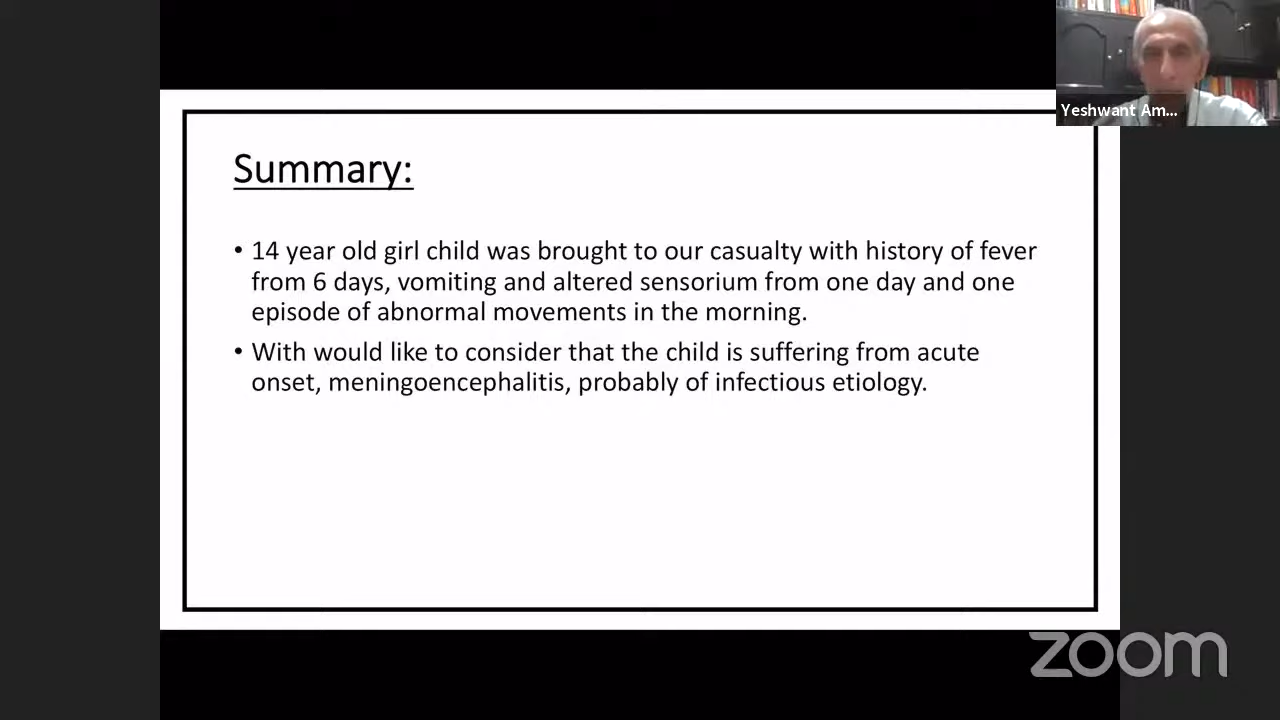 Yeshwant Am...
Summary:
• 14 year old girl child was brought to our casualty with history of fever
from 6 days, vomiting and altered sensorium from one day and one
episode of abnormal movements in the morning.
• With would like to consider that the child is suffering from acute
onset, meningoencephalitis, probably of infectious etiology.
zoom